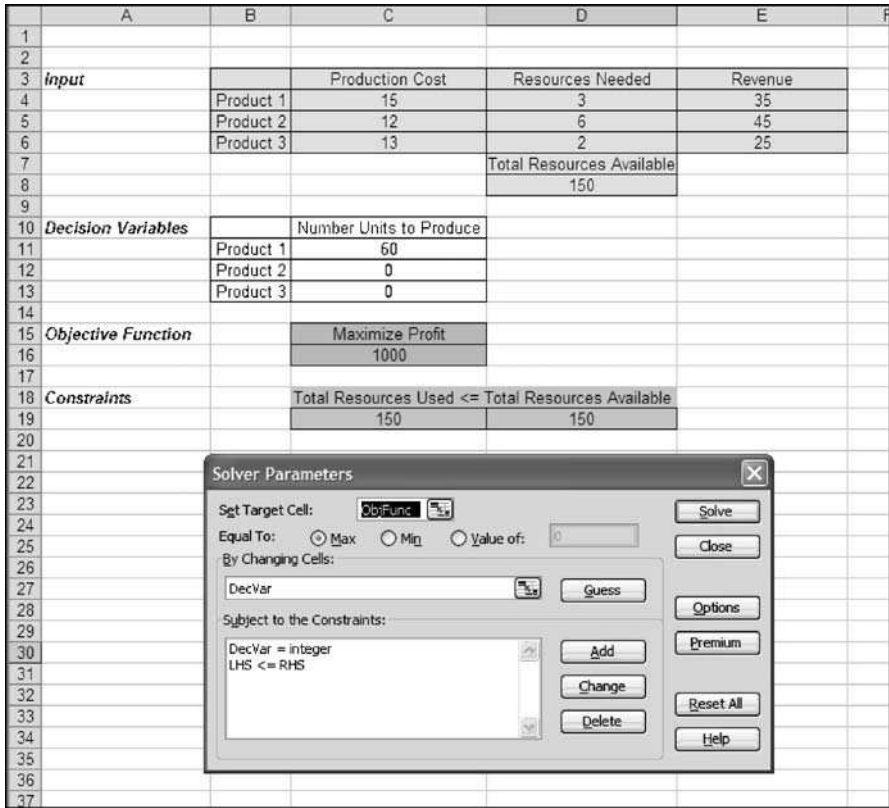 A B C D E F
1
2
3 Input Production Cost Resources Needed Revenue
4 Product 1 15 3 35
5 Product 2 12 6 45
6 Product 3 13 2 25
7 Total Resources Available
8 150
9
10 Decision Variables Number Units to Produce
11 Product 1 60
12 Product 2 0
13 Product 3 0
14
15 Objective Function Maximize Profit
16 1000
17
18 Constraints Total Resources Used <= Total Resources Available
19 150 150
20
21
22
23
24
25
26
27
28
29
30
31
32
33
34
35
36
37
Solver Parameters
Set Target Cell: ObjFunc Solve
Equal To: Max Min Value of: 0 Close
By Changing Cells:
DecVar Guess
Options
Subject to the Constraints:
DecVar = integer Add Premium
LHS <= RHS
Change
Reset All
Delete
Help